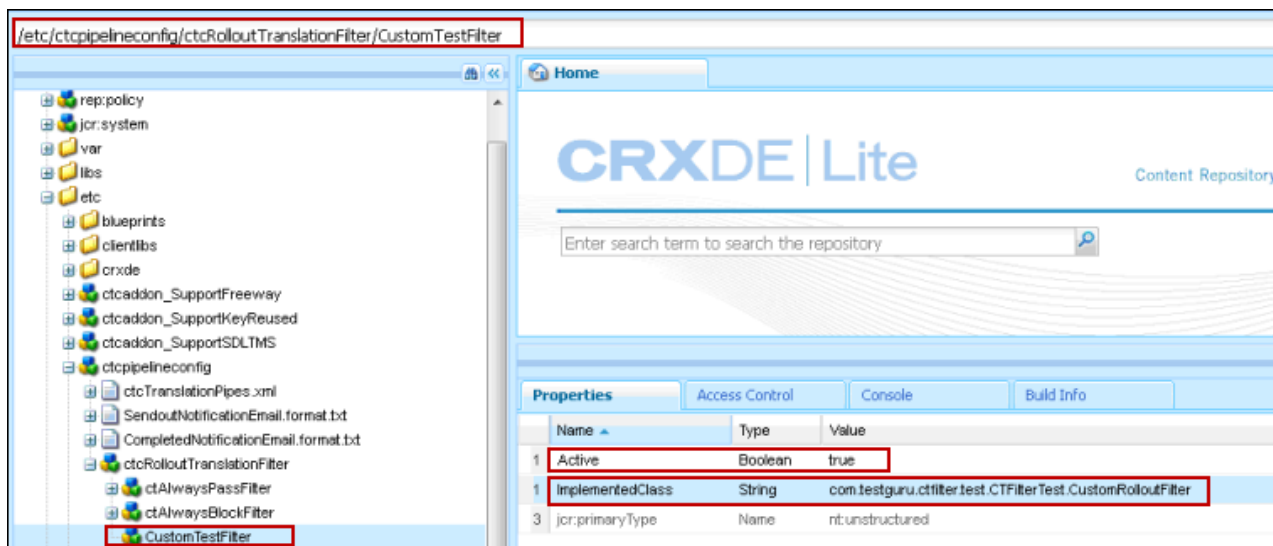 /etc/ctcpipelineconfig/ctcRolloutTranslationFilter/CustomTestFilter
Home
rep:policy
jcr:system
var
libs
etc
blueprints
clientlibs
crxde
ctcaddon_SupportFreeway
ctcaddon_SupportKeyReused
ctcaddon_SupportSDLTMS
ctcpipelineconfig
ctcTranslationPipes.xml
SendoutNotificationEmail.format.txt
CompletedNotificationEmail.format.txt
ctcRolloutTranslationFilter
ctAlwaysPassFilter
ctAlwaysBlockFilter
CustomTestFilter
CRXDE | Lite
Content Repository
Enter search term to search the repository
Properties Access Control Console Build Info
Name Type Value
1 Active Boolean true
1 ImplementedClass String com.testguru.ctfilter.test.CTFilterTest.CustomRolloutFilter
3 jcr:primaryType Name nt:unstructured